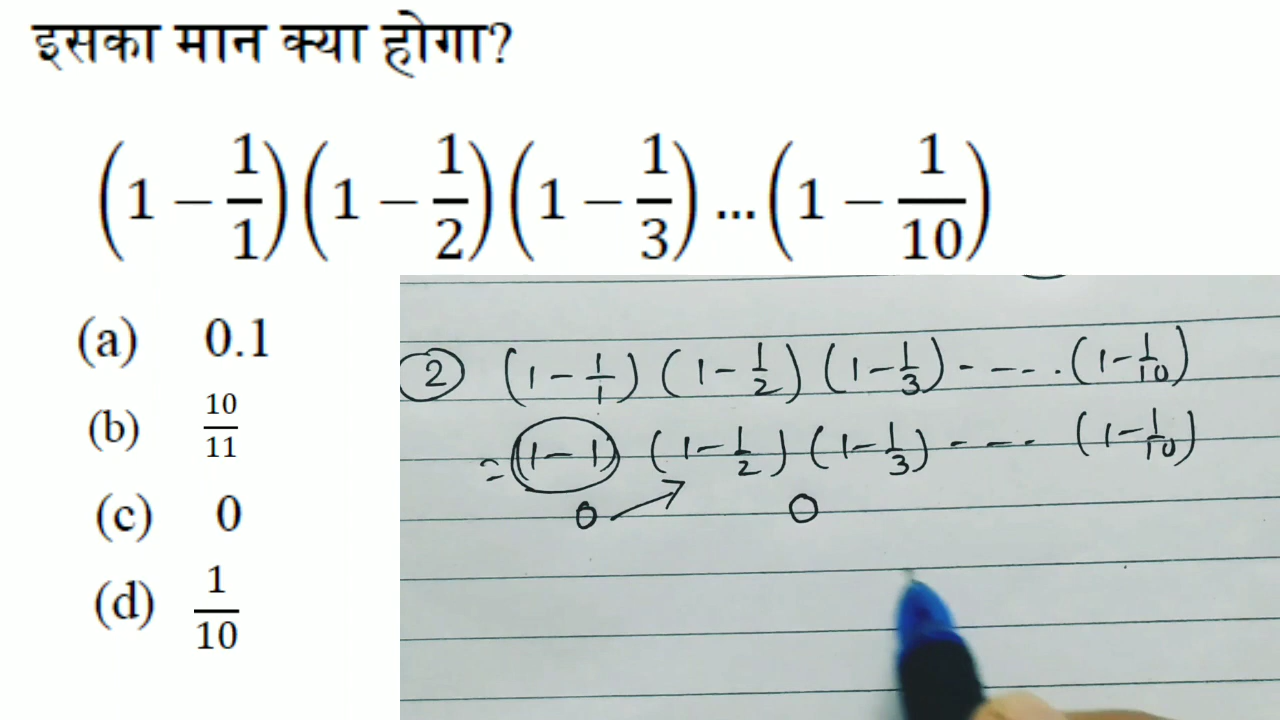 इसका मान क्या होगा?
(1 − 1/1)(1 − 1/2)(1 − 1/3)...(1 − 1/10)
(a) 0.1
(b) 10/11
(c) 0
(d) 1/10
② (1 − 1/1) (1 − 1/2) (1 − 1/3) - - - - . (1 − 1/10)
= (1 − 1) (1 − 1/2) (1 − 1/3) - - - - (1 − 1/10)
0 → 0